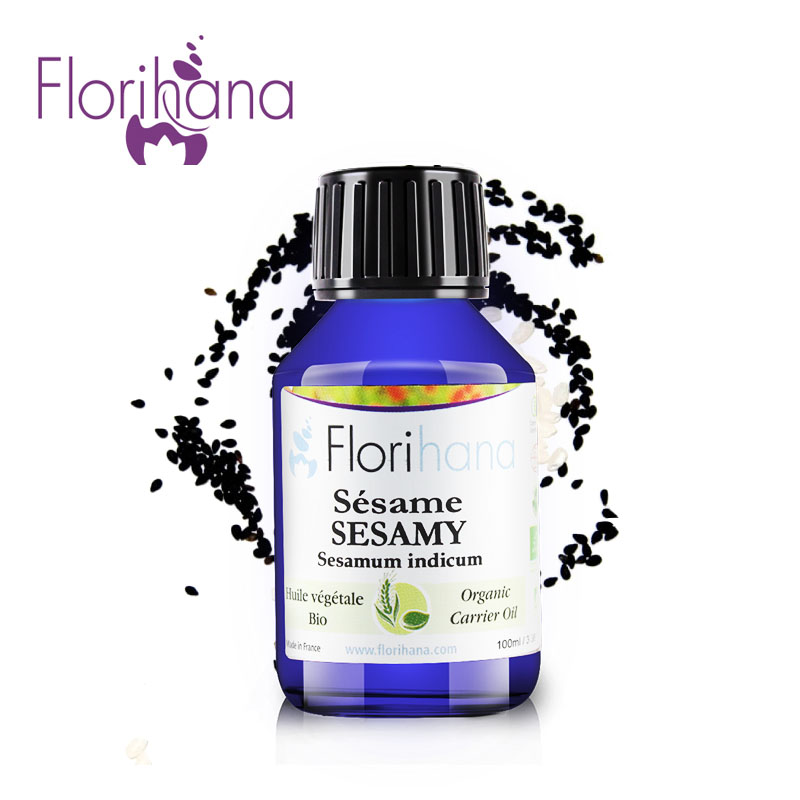 Florihana
Florihana
Sésame
SESAMY
Sesamum indicum
Huile végétale
Bio
Organic
Carrier Oil
Made in France
100ml / 3
www.florihana.com